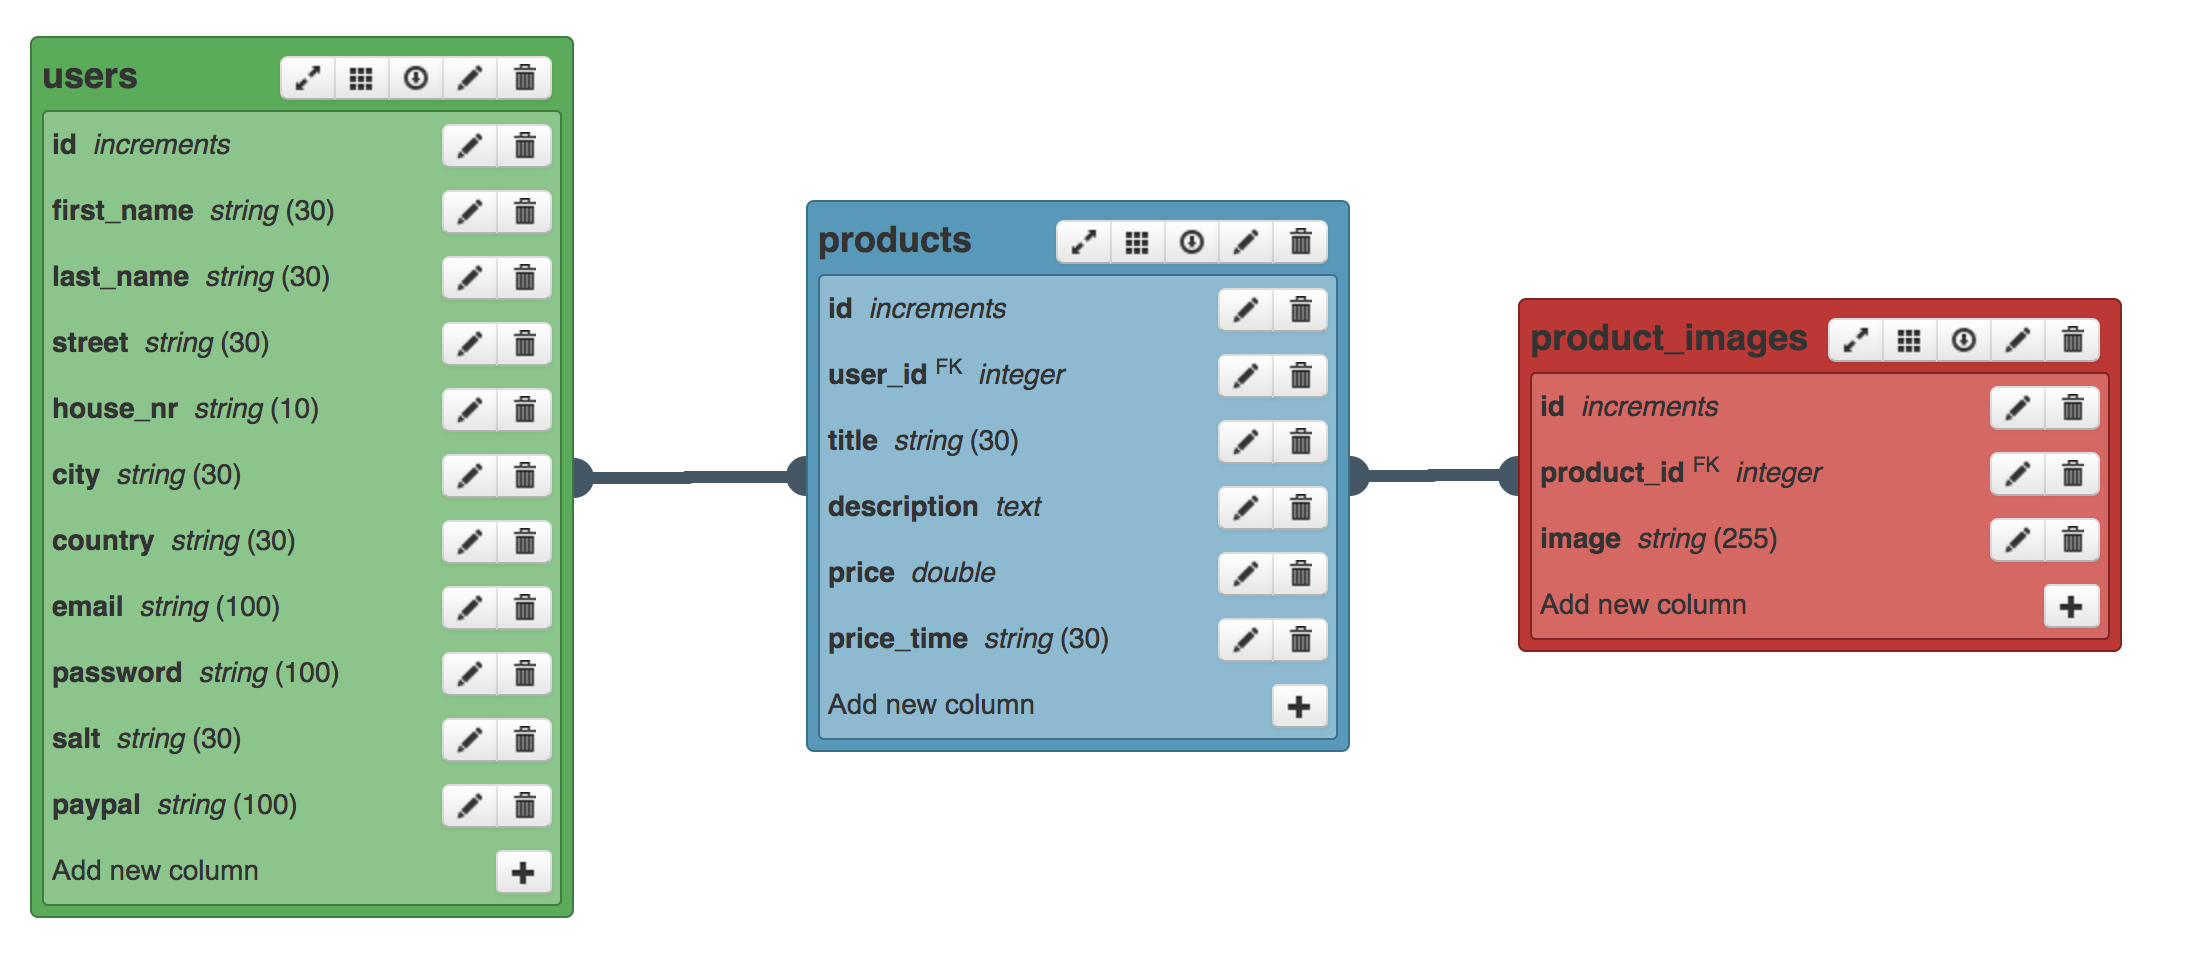 users
id increments
first_name string (30)
last_name string (30)
street string (30)
house_nr string (10)
city string (30)
country string (30)
email string (100)
password string (100)
salt string (30)
paypal string (100)
Add new column
products
id increments
user_id FK integer
title string (30)
description text
price double
price_time string (30)
Add new column
product_images
id increments
product_id FK integer
image string (255)
Add new column